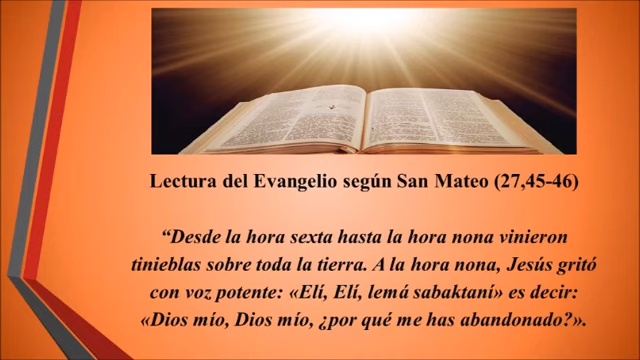 Lectura del Evangelio según San Mateo (27,45-46)
“Desde la hora sexta hasta la hora nona vinieron
tinieblas sobre toda la tierra. A la hora nona, Jesús gritó
con voz potente: «Elí, Elí, lemá sabaktaní» es decir:
«Dios mío, Dios mío, ¿por qué me has abandonado?».